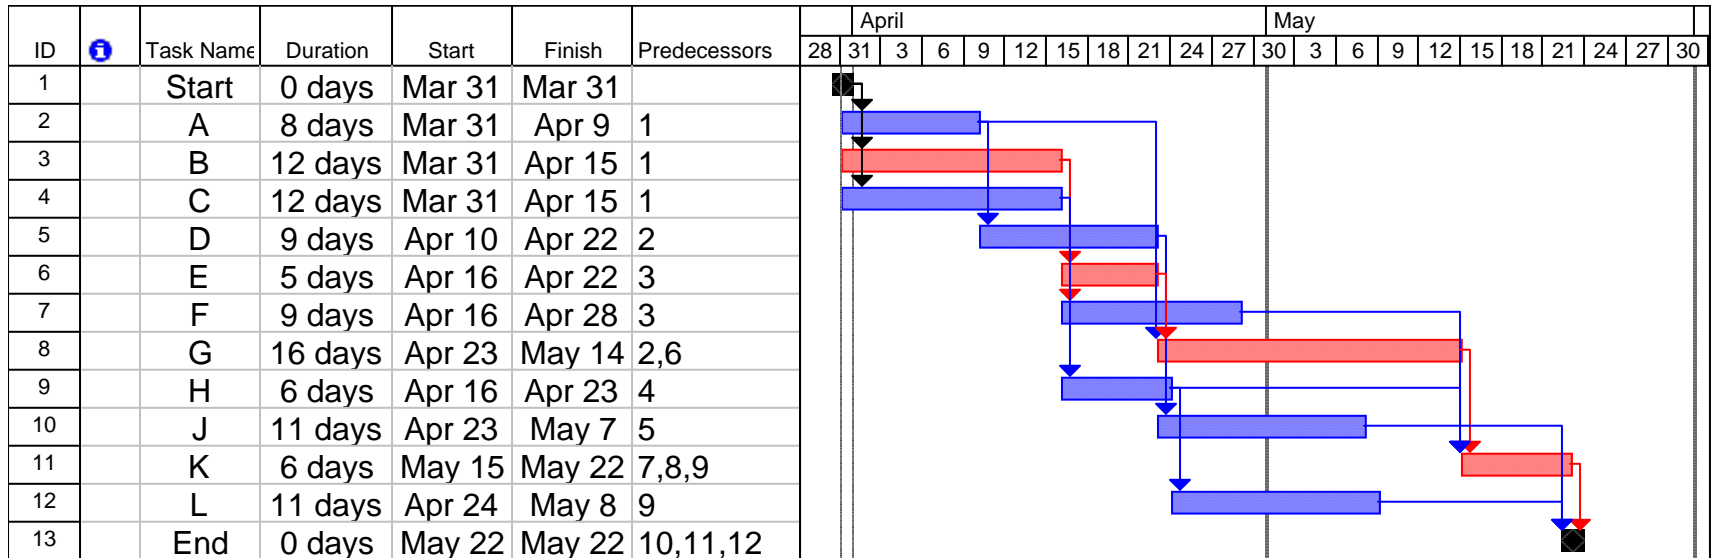 April May
ID i Task Name Duration Start Finish Predecessors 28 31 3 6 9 12 15 18 21 24 27 30 3 6 9 12 15 18 21 24 27 30
1 Start 0 days Mar 31 Mar 31
2 A 8 days Mar 31 Apr 9 1
3 B 12 days Mar 31 Apr 15 1
4 C 12 days Mar 31 Apr 15 1
5 D 9 days Apr 10 Apr 22 2
6 E 5 days Apr 16 Apr 22 3
7 F 9 days Apr 16 Apr 28 3
8 G 16 days Apr 23 May 14 2,6
9 H 6 days Apr 16 Apr 23 4
10 J 11 days Apr 23 May 7 5
11 K 6 days May 15 May 22 7,8,9
12 L 11 days Apr 24 May 8 9
13 End 0 days May 22 May 22 10,11,12